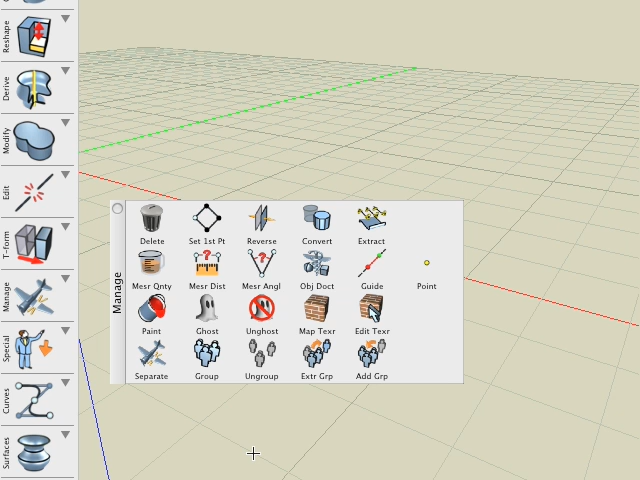 Reshape
Derive
Modify
Edit
T-form
Manage
Special
Curves
Surfaces
Manage
Delete Set 1st Pt Reverse Convert Extract
Mesr Qnty Mesr Dist Mesr Angl Obj Doct Guide Point
Paint Ghost Unghost Map Texr Edit Texr
Separate Group Ungroup Extr Grp Add Grp